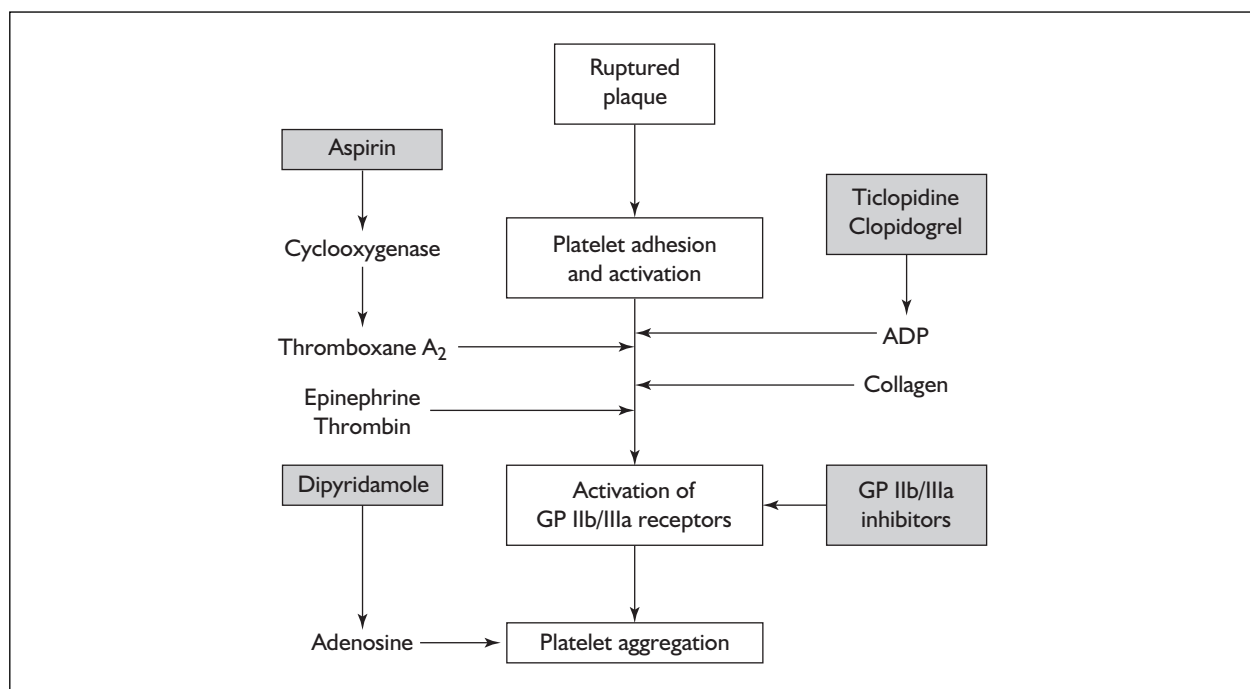 Ruptured
plaque
Aspirin
Ticlopidine
Clopidogrel
Cyclooxygenase
Platelet adhesion
and activation
Thromboxane A₂
ADP
Collagen
Epinephrine
Thrombin
Dipyridamole
Activation of
GP IIb/IIIa receptors
GP IIb/IIIa
inhibitors
Adenosine
Platelet aggregation